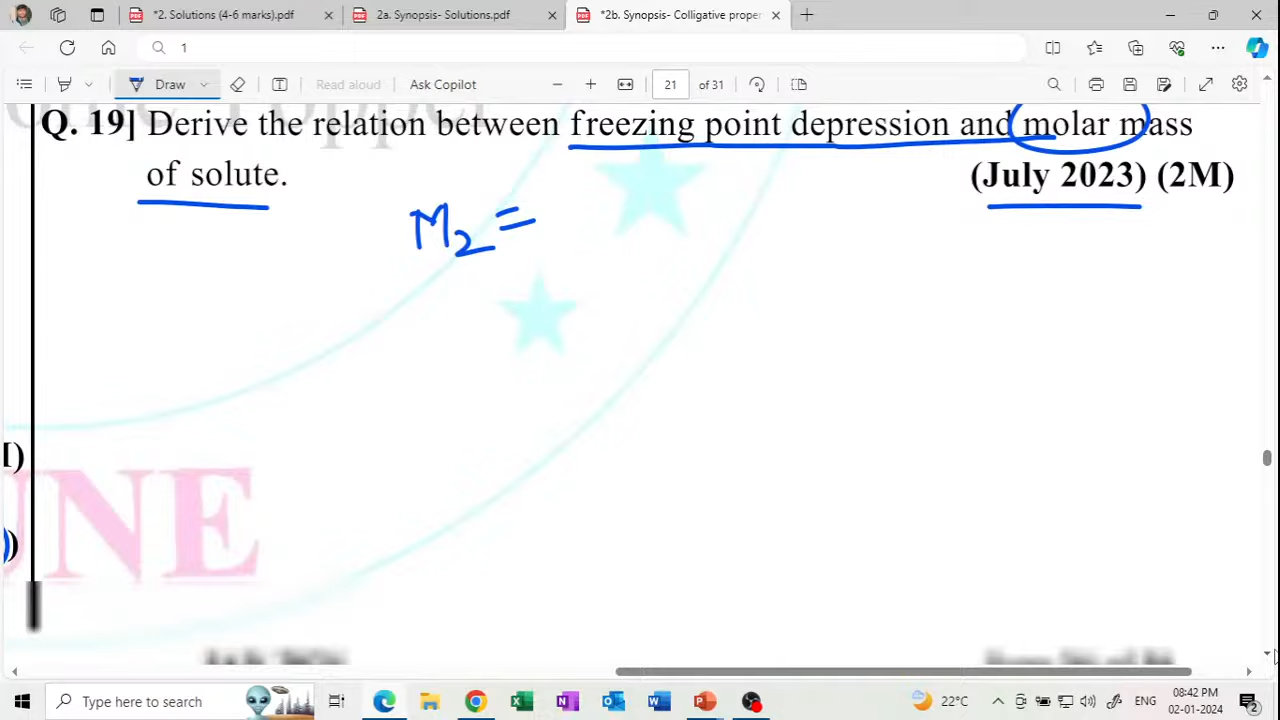 *2. Solutions (4-6 marks).pdf
2a. Synopsis- Solutions.pdf
*2b. Synopsis- Colligative proper
1
Draw
Read aloud
Ask Copilot
21 of 31
Q. 19] Derive the relation between freezing point depression and molar mass
of solute. (July 2023) (2M)
M2 =
UNE
Type here to search
22°C
ENG
08:42 PM
02-01-2024
2